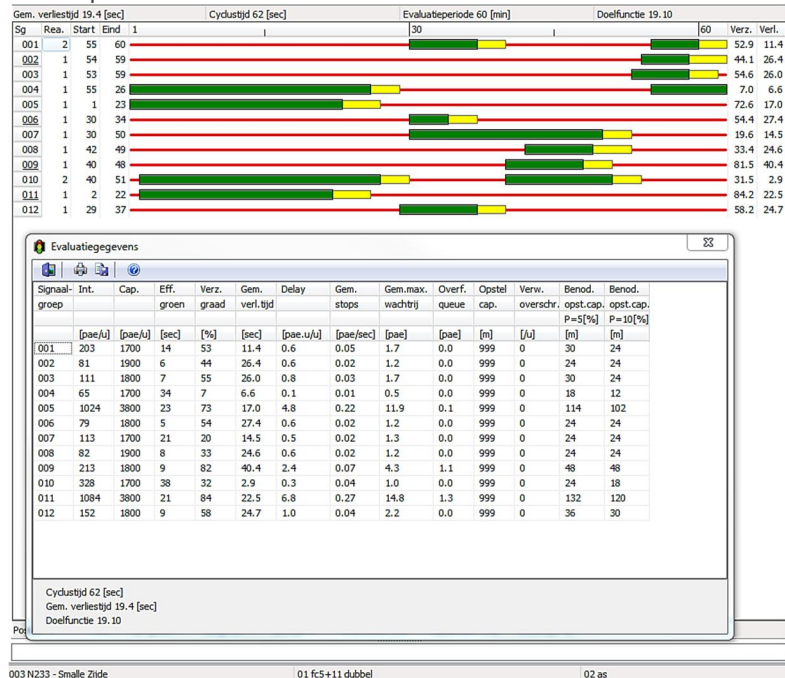 Gem. verliestijd 19.4 [sec] Cyclustijd 62 [sec] Evaluatieperiode 60 [min] Doelfunctie 19.10
Sg Rea. Start Eind 1 30 60 Verz. Verl.
001 2 55 60 52.9 11.4
002 1 54 59 44.1 26.4
003 1 53 59 54.6 26.0
004 1 55 26 7.0 6.6
005 1 1 23 72.6 17.0
006 1 30 34 54.4 27.4
007 1 30 50 19.6 14.5
008 1 42 49 33.4 24.6
009 1 40 48 81.5 40.4
010 2 40 51 31.5 2.9
011 1 2 22 84.2 22.5
012 1 29 37 58.2 24.7
Evaluatiegegevens
Signaal- Int. Cap. Eff. Verz. Gem. Delay Gem. Gem.max. Overf. Opstel Verw. Benod. Benod.
groep groen graad verl.tijd stops wachtrij queue cap. overschr. opst.cap. opst.cap.
P=5[%] P=10[%]
[pae/u] [pae/u] [sec] [%] [sec] [pae.u/u] [pae/sec] [pae] [pae] [m] [/u] [m] [m]
001 203 1700 14 53 11.4 0.6 0.05 1.7 0.0 999 0 30 24
002 81 1900 6 44 26.4 0.6 0.02 1.2 0.0 999 0 24 24
003 111 1800 7 55 26.0 0.8 0.03 1.7 0.0 999 0 30 24
004 65 1700 34 7 6.6 0.1 0.01 0.5 0.0 999 0 18 12
005 1024 3800 23 73 17.0 4.8 0.22 11.9 0.1 999 0 114 102
006 79 1800 5 54 27.4 0.6 0.02 1.2 0.0 999 0 24 24
007 113 1700 21 20 14.5 0.5 0.02 1.3 0.0 999 0 24 24
008 82 1900 8 33 24.6 0.6 0.02 1.2 0.0 999 0 24 24
009 213 1800 9 82 40.4 2.4 0.07 4.3 1.1 999 0 48 48
010 328 1700 38 32 2.9 0.3 0.04 1.0 0.0 999 0 24 18
011 1084 3800 21 84 22.5 6.8 0.27 14.8 1.3 999 0 132 120
012 152 1800 9 58 24.7 1.0 0.04 2.2 0.0 999 0 36 30
Cyclustijd 62 [sec]
Gem. verliestijd 19.4 [sec]
Doelfunctie 19.10
003 N233 - Smalle Zijde 01 fc5+11 dubbel 02 as